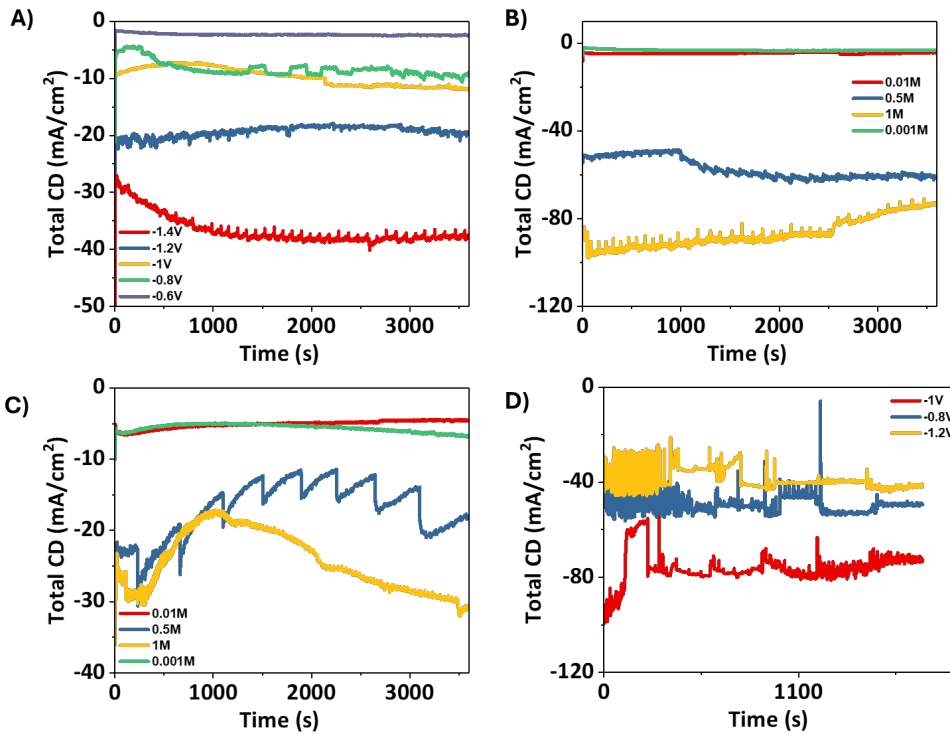 A)
Total CD (mA/cm²)
0
-10
-20
-30
-40
-50
-1.4V
-1.2V
-1V
-0.8V
-0.6V
0
1000
2000
3000
Time (s)
B)
Total CD (mA/cm²)
0
-40
-80
-120
0.01M
0.5M
1M
0.001M
0
1000
2000
3000
Time (s)
C)
Total CD (mA/cm²)
0
-10
-20
-30
-40
0.01M
0.5M
1M
0.001M
0
1000
2000
3000
Time (s)
D)
Total CD (mA/cm²)
0
-40
-80
-120
-1V
-0.8V
-1.2V
0
1100
Time (s)